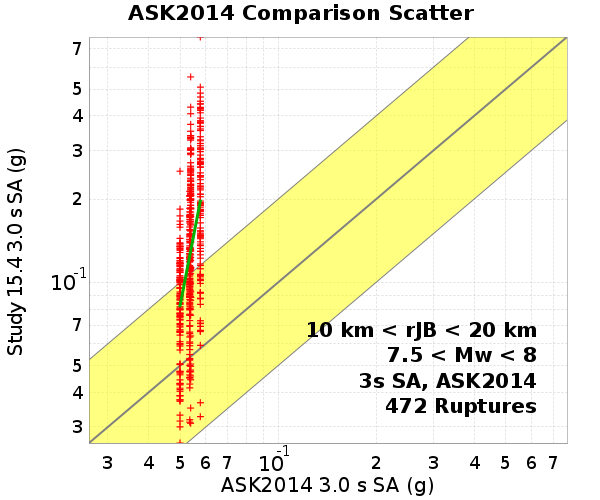 ASK2014 Comparison Scatter
Study 15.4 3.0 s SA (g)
7
5
4
3
2
10-1
7
5
4
3
10 km < rJB < 20 km
7.5 < Mw < 8
3s SA, ASK2014
472 Ruptures
3 4 5 6 7 10-1 2 3 4 5 6 7
ASK2014 3.0 s SA (g)